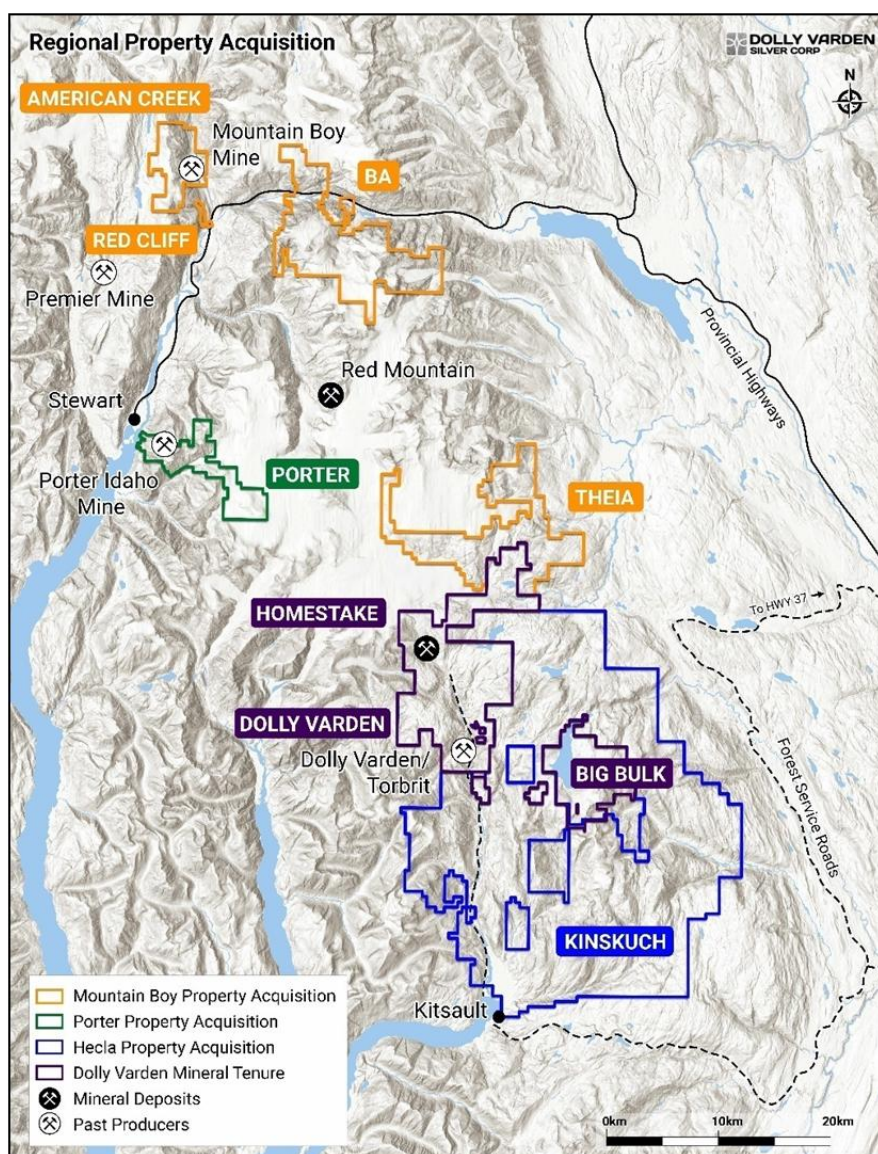 Regional Property Acquisition
DOLLY VARDEN
SILVER CORP
N
AMERICAN CREEK
Mountain Boy
Mine
BA
RED CLIFF
Premier Mine
Provincial Highways
Red Mountain
Stewart
Porter Idaho
Mine
PORTER
THEIA
To HWY 37
HOMESTAKE
DOLLY VARDEN
Dolly Varden/
Torbrit
BIG BULK
Forest Service Roads
KINSKUCH
Kitsault
Mountain Boy Property Acquisition
Porter Property Acquisition
Hecla Property Acquisition
Dolly Varden Mineral Tenure
Mineral Deposits
Past Producers
0km 10km 20km